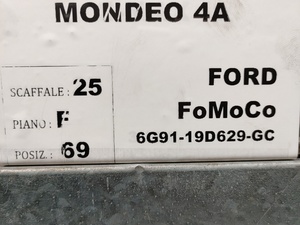 MONDEO 4A
SCAFFALE: 25
PIANO: F
POSIZ.: 69
FORD
FoMoCo
6G91-19D629-GC